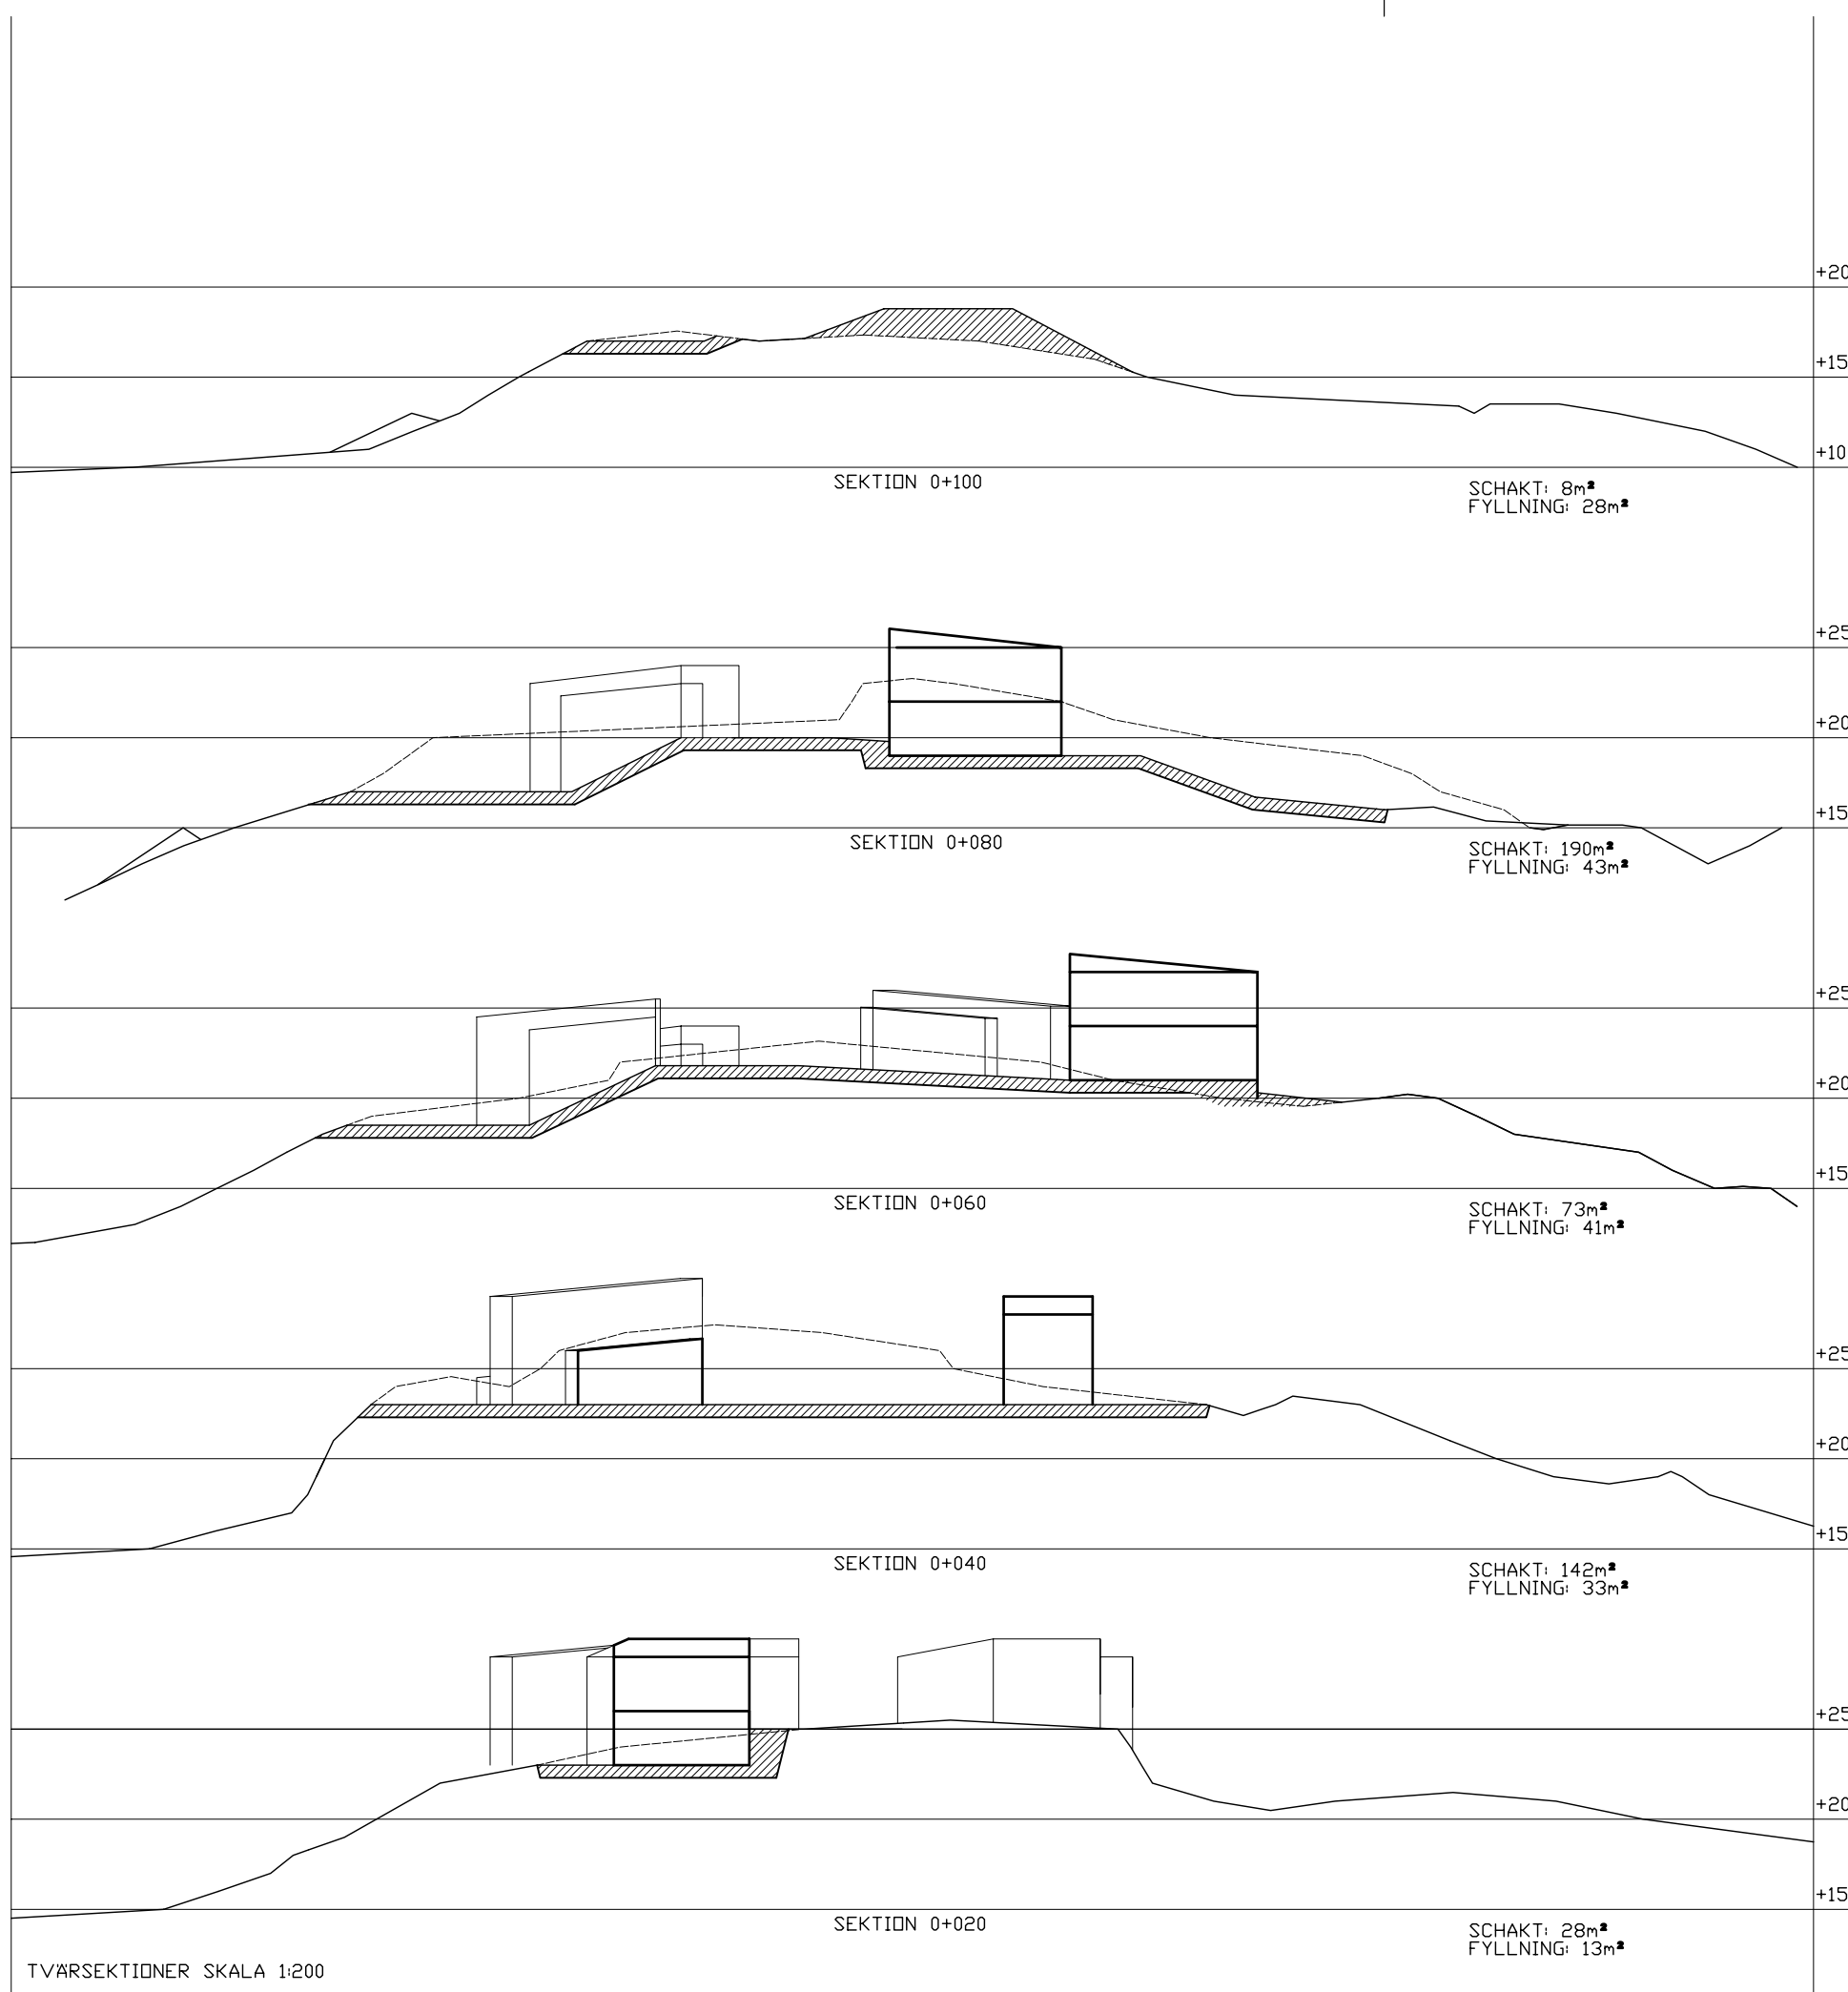 +20
+15
+10
SEKTION 0+100
SCHAKT: 8m²
FYLLNING: 28m²
+25
+20
+15
SEKTION 0+080
SCHAKT: 190m²
FYLLNING: 43m²
+25
+20
+15
SEKTION 0+060
SCHAKT: 73m²
FYLLNING: 41m²
+25
+20
+15
SEKTION 0+040
SCHAKT: 142m²
FYLLNING: 33m²
+25
+20
+15
SEKTION 0+020
SCHAKT: 28m²
FYLLNING: 13m²
TVÄRSEKTIONER SKALA 1:200